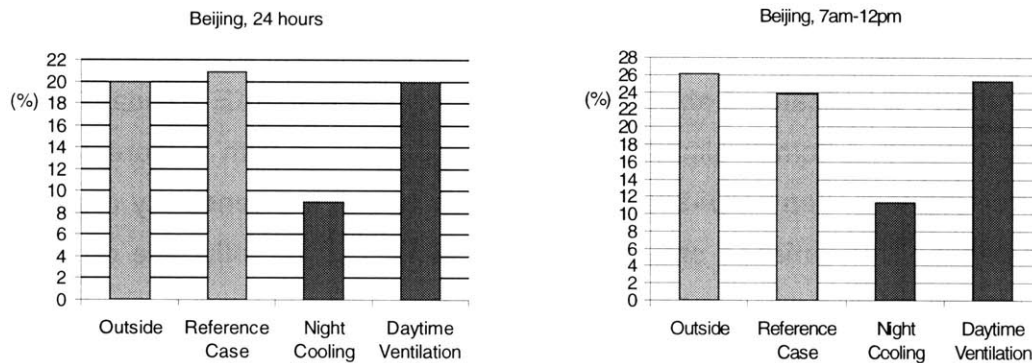 Beijing, 24 hours
(%)
22
20
18
16
14
12
10
8
6
4
2
0
Outside
Reference
Case
Night
Cooling
Daytime
Ventilation
Beijing, 7am-12pm
(%)
28
26
24
22
20
18
16
14
12
10
8
6
4
2
0
Outside
Reference
Case
Night
Cooling
Daytime
Ventilation